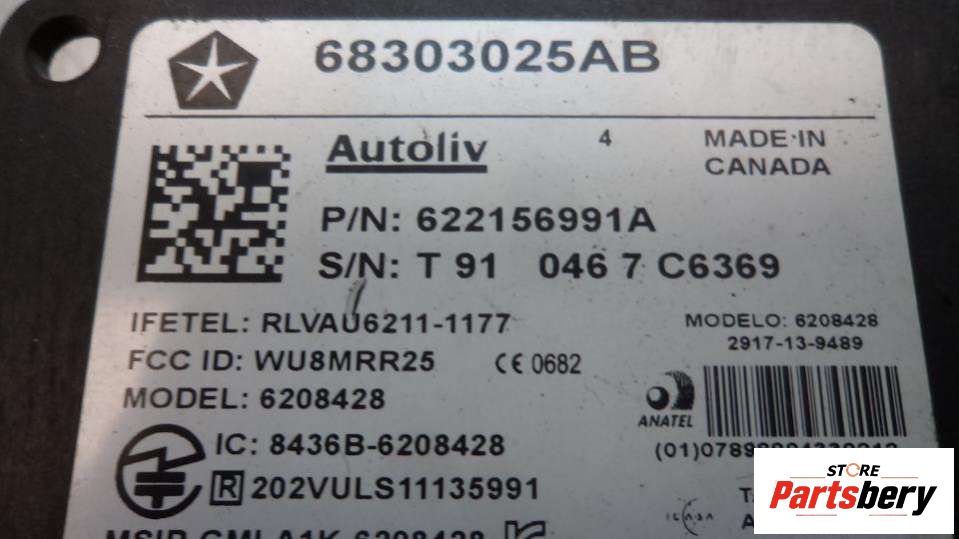 68303025AB
Autoliv 4 MADE IN
CANADA
P/N: 622156991A
S/N: T 91 046 7 C6369
IFETEL: RLVAU6211-1177
MODELO: 6208428
2917-13-9489
FCC ID: WU8MRR25 CE 0682
MODEL: 6208428
ANATEL
IC: 8436B-6208428
R 202VULS11135991
STORE
Partsbery